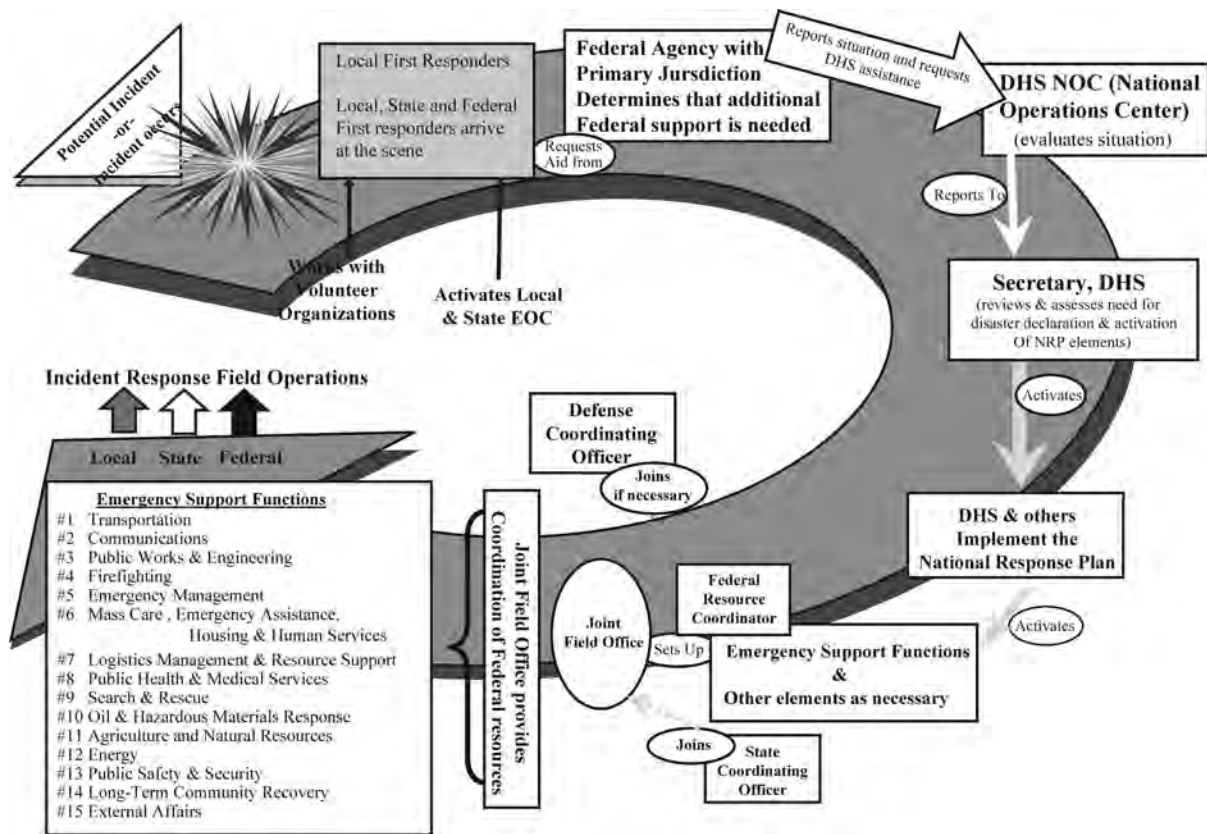 Potential Incident
-or-
Incident occurs
Local First Responders
Local, State and Federal
First responders arrive
at the scene
Works with
Volunteer
Organizations
Activates Local
& State EOC
Requests
Aid from
Federal Agency with
Primary Jursdiction
Determines that additional
Federal support is needed
Reports situation and requests
DHS assistance
DHS NOC (National
Operations Center)
(evaluates situation)
Reports To
Secretary, DHS
(reviews & assesses need for
disaster declaration & activation
Of NRP elements)
Activates
DHS & others
Implement the
National Response Plan
Activates
Emergency Support Functions
&
Other elements as necessary
Federal
Resource
Coordinator
Sets Up
Joint
Field Office
Joins
State
Coordinating
Officer
Defense
Coordinating
Officer
Joins
if necessary
Joint Field Office provides
Coordination of Federal resources
Incident Response Field Operations
Local State Federal
Emergency Support Functions
#1 Transportation
#2 Communications
#3 Public Works & Engineering
#4 Firefighting
#5 Emergency Management
#6 Mass Care , Emergency Assistance,
Housing & Human Services
#7 Logistics Management & Resource Support
#8 Public Health & Medical Services
#9 Search & Rescue
#10 Oil & Hazardous Materials Response
#11 Agriculture and Natural Resources
#12 Energy
#13 Public Safety & Security
#14 Long-Term Community Recovery
#15 External Affairs